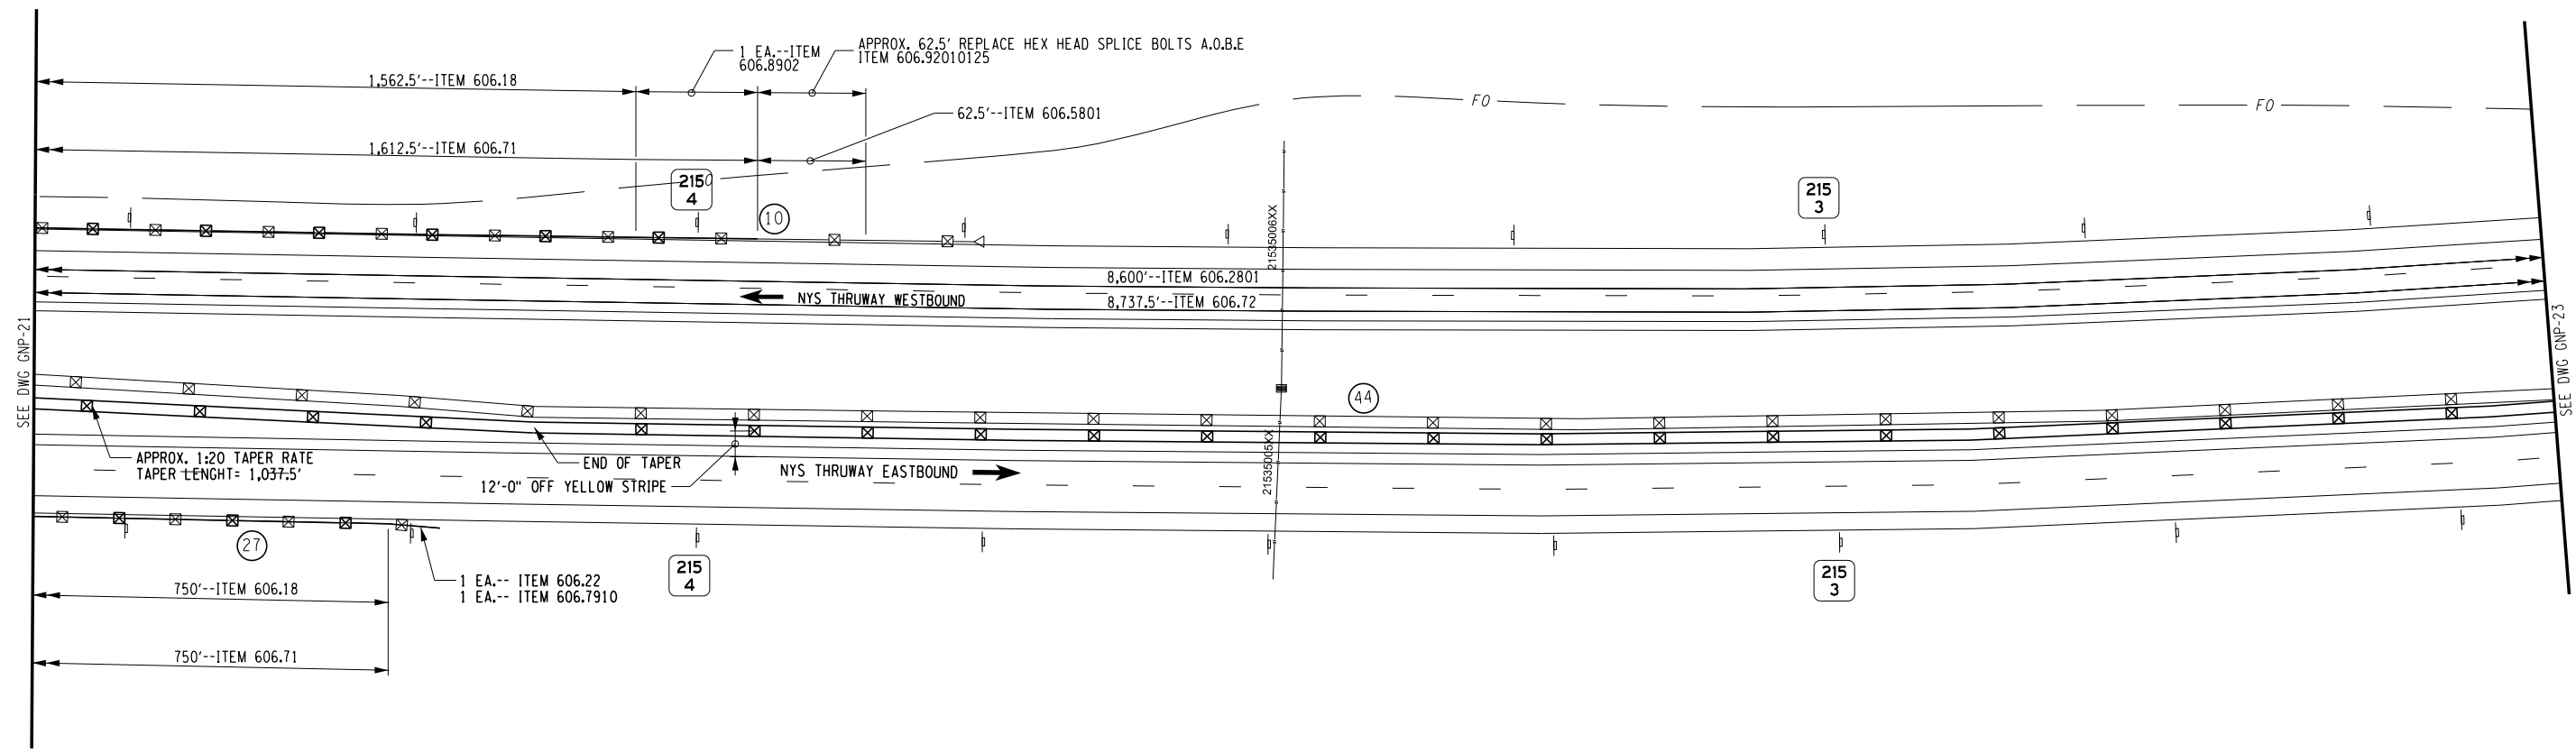 1 EA.--ITEM
606.8902
APPROX. 62.5' REPLACE HEX HEAD SPLICE BOLTS A.O.B.E
ITEM 606.92010125
1,562.5'--ITEM 606.18
62.5'--ITEM 606.5801
FO
FO
1,612.5'--ITEM 606.71
215
4
10
215
3
21535006XX
8,600'--ITEM 606.2801
NYS THRUWAY WESTBOUND
8,737.5'--ITEM 606.72
SEE DWG GNP-21
SEE DWG GNP-23
44
APPROX. 1:20 TAPER RATE
TAPER LENGHT= 1,037.5'
END OF TAPER
12'-0" OFF YELLOW STRIPE
NYS THRUWAY EASTBOUND
21535005XX
27
215
4
215
3
1 EA.-- ITEM 606.22
1 EA.-- ITEM 606.7910
750'--ITEM 606.18
750'--ITEM 606.71